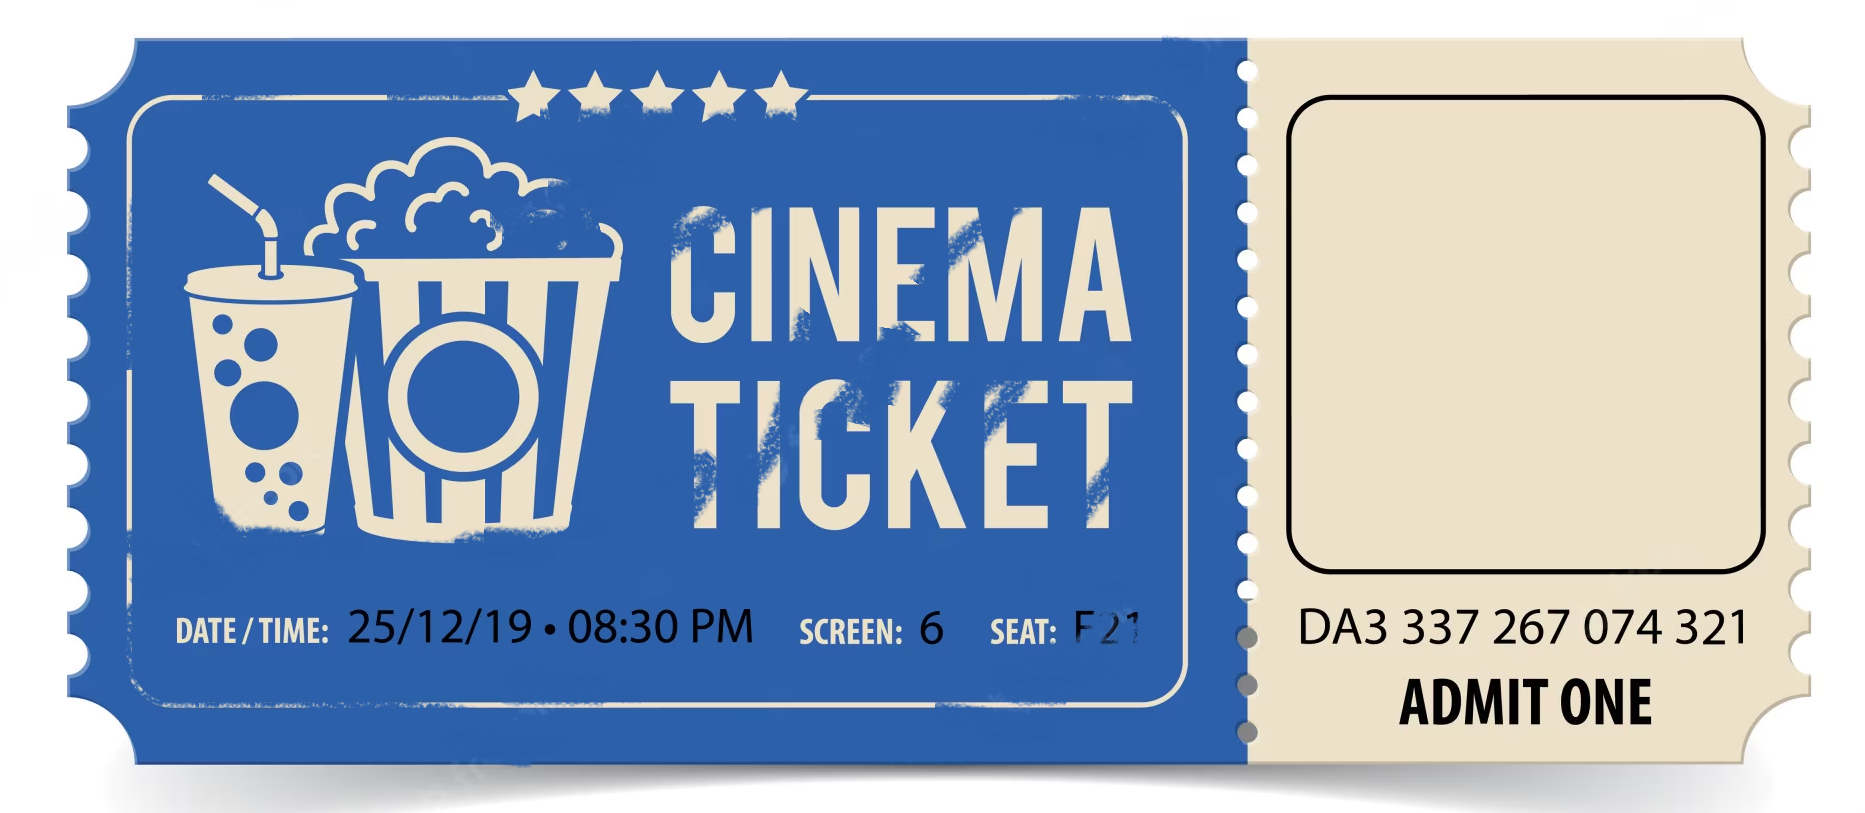 CINEMA
TICKET
DATE / TIME: 25/12/19 • 08:30 PM SCREEN: 6 SEAT: F21
DA3 337 267 074 321
ADMIT ONE